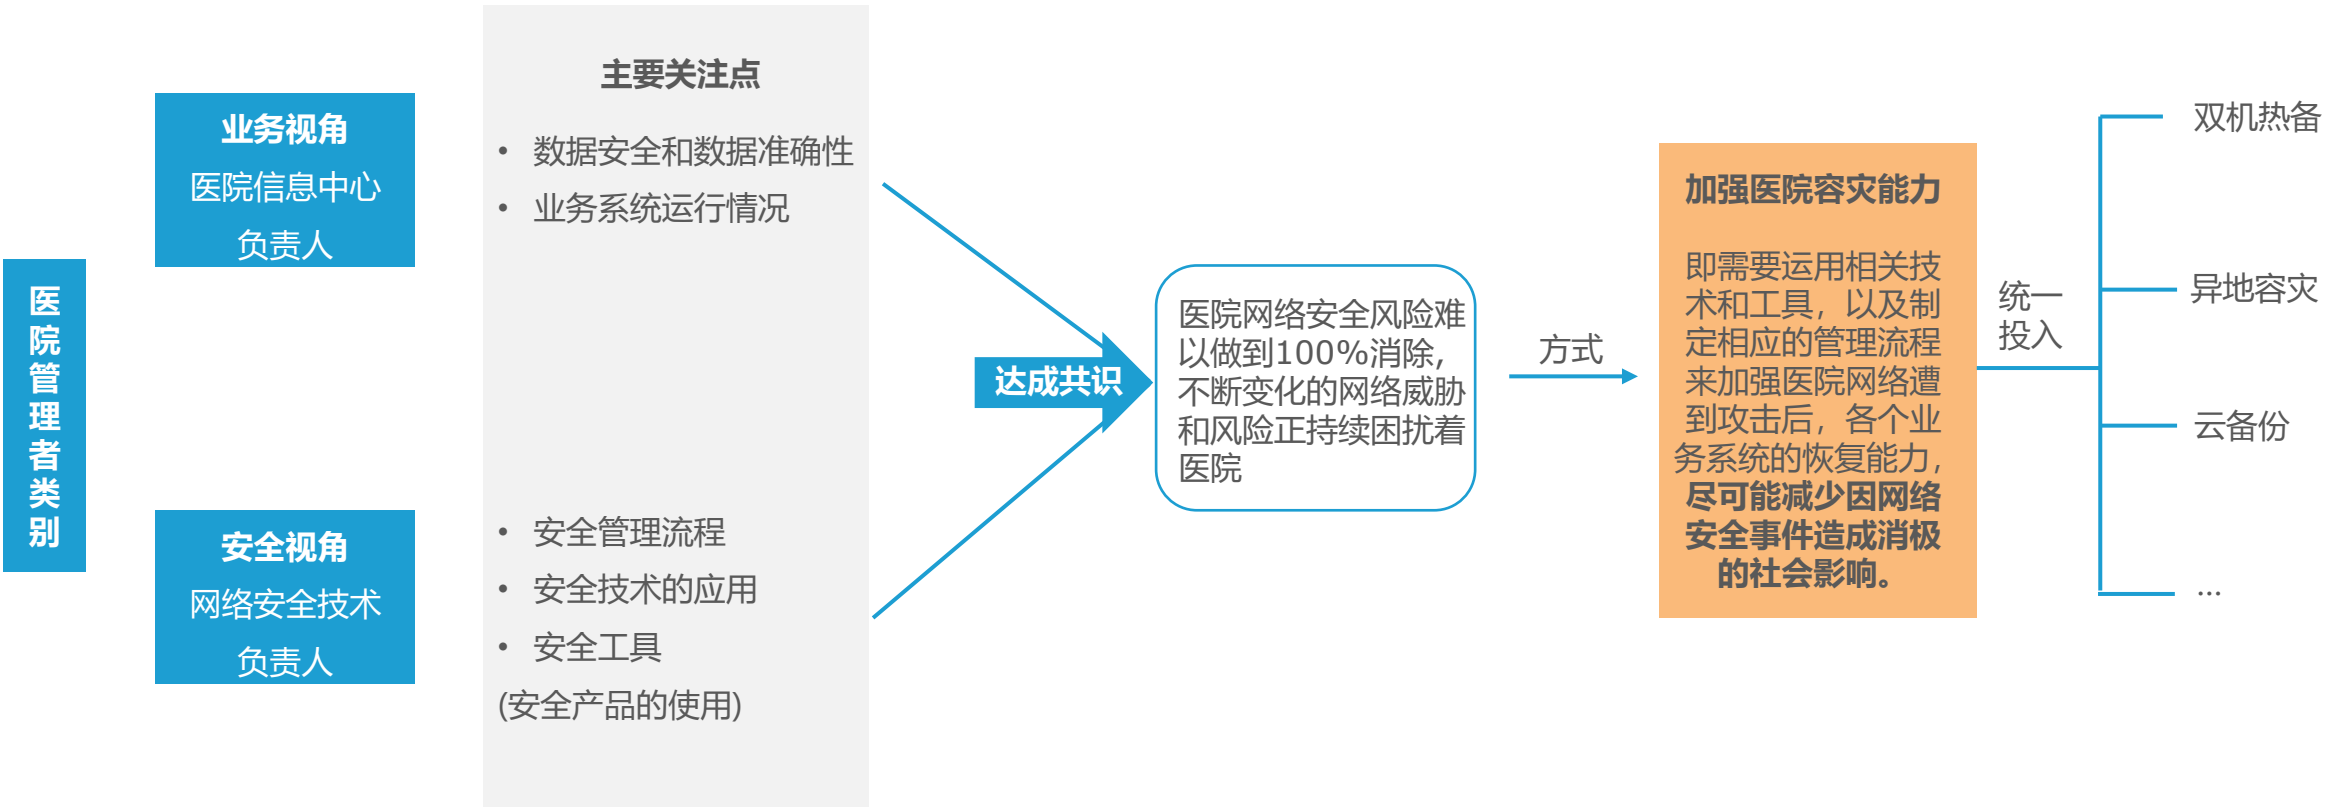 医院管理者类别
业务视角
医院信息中心
负责人
安全视角
网络安全技术
负责人
主要关注点
• 数据安全和数据准确性
• 业务系统运行情况
• 安全管理流程
• 安全技术的应用
• 安全工具
(安全产品的使用)
达成共识
医院网络安全风险难
以做到100%消除，
不断变化的网络威胁
和风险正持续困扰着
医院
方式
加强医院容灾能力
即需要运用相关技
术和工具，以及制
定相应的管理流程
来加强医院网络遭
到攻击后，各个业
务系统的恢复能力，
尽可能减少因网络
安全事件造成消极
的社会影响。
统一
投入
双机热备
异地容灾
云备份
...